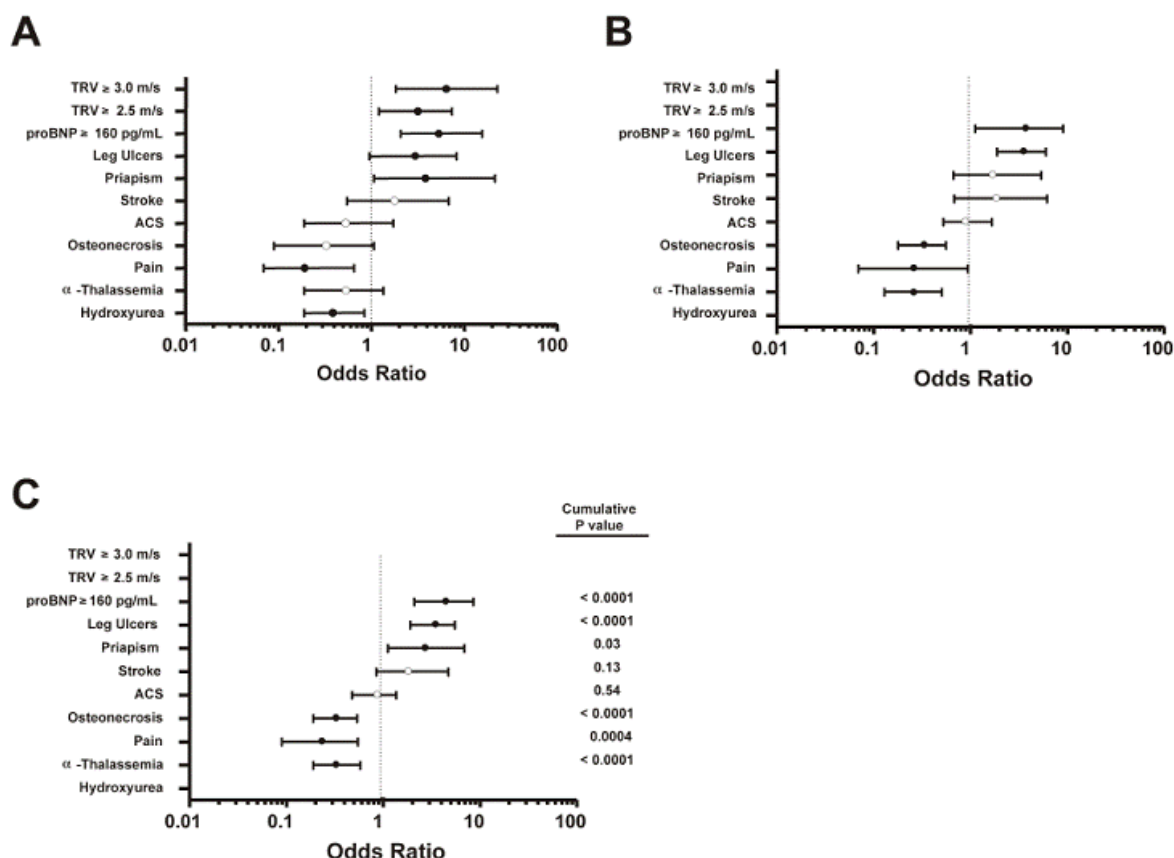 A
TRV ≥ 3.0 m/s
TRV ≥ 2.5 m/s
proBNP ≥ 160 pg/mL
Leg Ulcers
Priapism
Stroke
ACS
Osteonecrosis
Pain
α -Thalassemia
Hydroxyurea
0.01 0.1 1 10 100
Odds Ratio
B
TRV ≥ 3.0 m/s
TRV ≥ 2.5 m/s
proBNP ≥ 160 pg/mL
Leg Ulcers
Priapism
Stroke
ACS
Osteonecrosis
Pain
α -Thalassemia
Hydroxyurea
0.01 0.1 1 10 100
Odds Ratio
C
Cumulative
P value
TRV ≥ 3.0 m/s
TRV ≥ 2.5 m/s
proBNP ≥ 160 pg/mL < 0.0001
Leg Ulcers < 0.0001
Priapism 0.03
Stroke 0.13
ACS 0.54
Osteonecrosis < 0.0001
Pain 0.0004
α -Thalassemia < 0.0001
Hydroxyurea
0.01 0.1 1 10 100
Odds Ratio